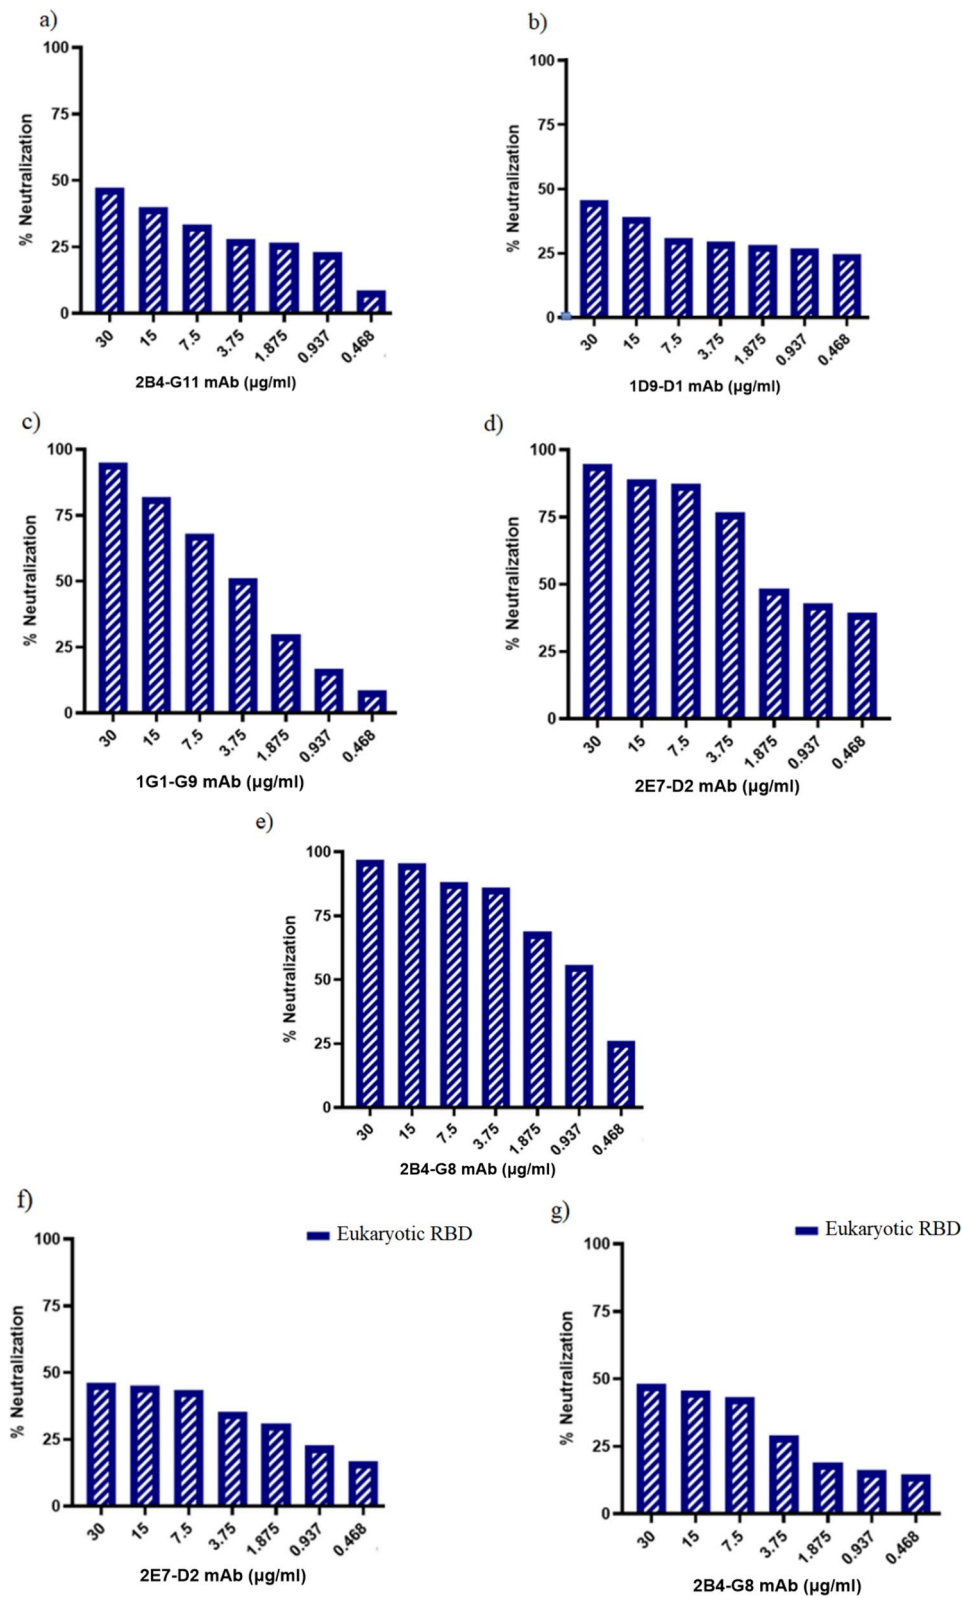 a)
100
75
50
25
0
% Neutralization
30 15 7.5 3.75 1.875 0.937 0.468
2B4-G11 mAb (µg/ml)
b)
100
75
50
25
0
% Neutralization
30 15 7.5 3.75 1.875 0.937 0.468
1D9-D1 mAb (µg/ml)
c)
100
75
50
25
0
% Neutralization
30 15 7.5 3.75 1.875 0.937 0.468
1G1-G9 mAb (µg/ml)
d)
100
75
50
25
0
% Neutralization
30 15 7.5 3.75 1.875 0.937 0.468
2E7-D2 mAb (µg/ml)
e)
100
75
50
25
0
% Neutralization
30 15 7.5 3.75 1.875 0.937 0.468
2B4-G8 mAb (µg/ml)
f)
Eukaryotic RBD
100
75
50
25
0
% Neutralization
30 15 7.5 3.75 1.875 0.937 0.468
2E7-D2 mAb (µg/ml)
g)
Eukaryotic RBD
100
75
50
25
0
% Neutralization
30 15 7.5 3.75 1.875 0.937 0.468
2B4-G8 mAb (µg/ml)